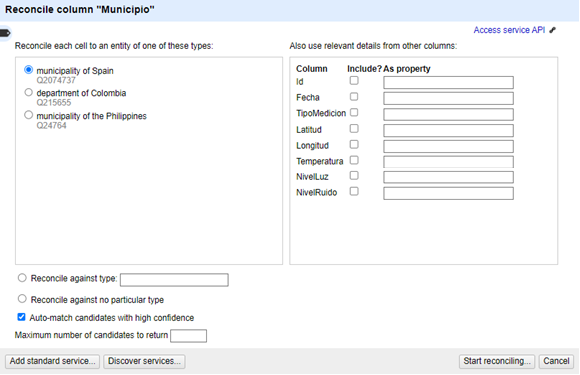 Reconcile column "Municipio"
Access service API
Reconcile each cell to an entity of one of these types:
Also use relevant details from other columns:
municipality of Spain
Q2074737
department of Colombia
Q215655
municipality of the Philippines
Q24764
Column Include? As property
Id
Fecha
TipoMedicion
Latitud
Longitud
Temperatura
NivelLuz
NivelRuido
Reconcile against type:
Reconcile against no particular type
Auto-match candidates with high confidence
Maximum number of candidates to return
Add standard service... Discover services... Start reconciling... Cancel